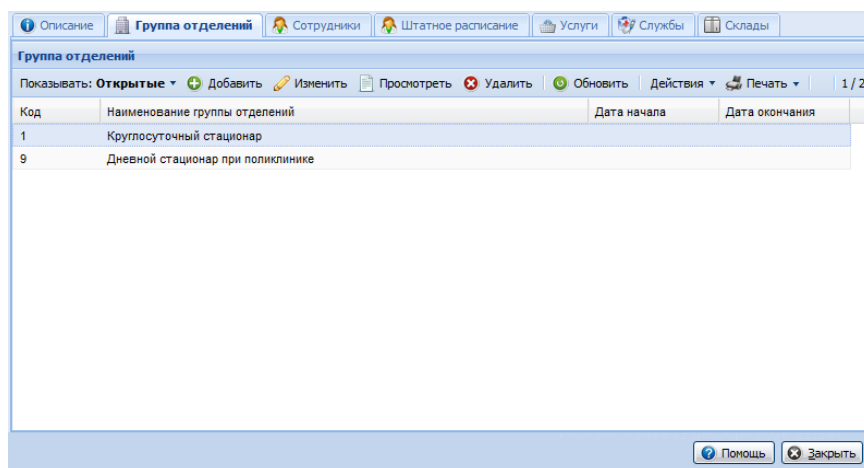 Описание Группа отделений Сотрудники Штатное расписание Услуги Службы Склады
Группа отделений
Показывать: Открытые Добавить Изменить Просмотреть Удалить Обновить Действия Печать 1 / 2
Код Наименование группы отделений Дата начала Дата окончания
1 Круглосуточный стационар
9 Дневной стационар при поликлинике
Помощь Закрыть